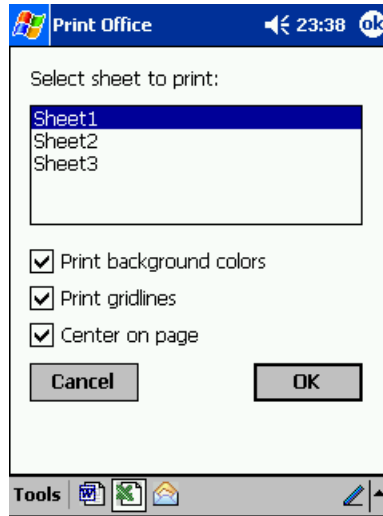 Print Office 23:38 ok
Select sheet to print:
Sheet1
Sheet2
Sheet3
Print background colors
Print gridlines
Center on page
Cancel OK
Tools